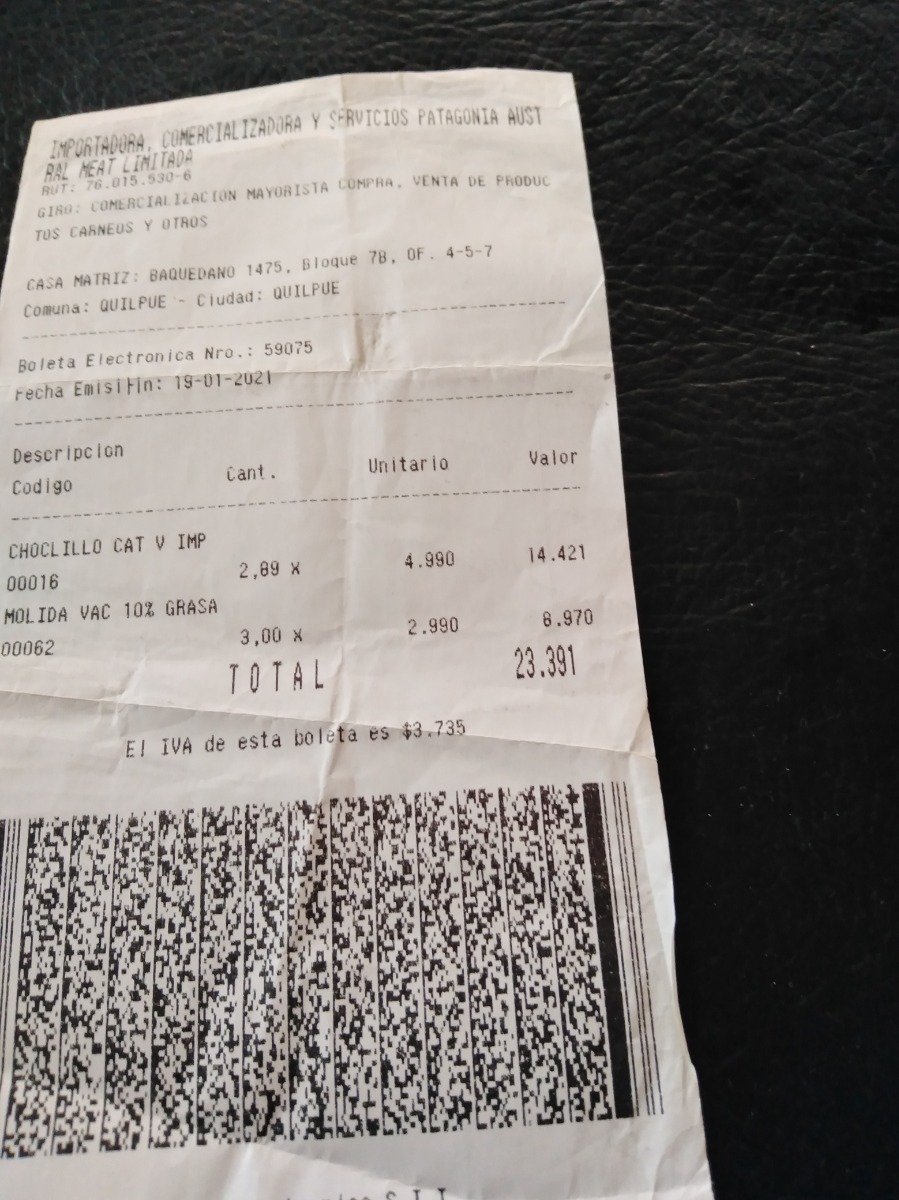 IMPORTADORA, COMERCIALIZADORA Y SERVICIOS PATAGONIA AUST
RAL MEAT LIMITADA
RUT: 76.015.530-6
GIRO: COMERCIALIZACION MAYORISTA COMPRA, VENTA DE PRODUC
TOS CARNEOS Y OTROS
CASA MATRIZ: BAQUEDANO 1475, Bloque 7B, OF. 4-5-7
Comuna: QUILPUE - Ciudad: QUILPUE
Boleta Electronica Nro.: 59075
Fecha Emisi├n: 19-01-2021
Descripcion
Codigo Cant. Unitario Valor
CHOCLILLO CAT V IMP
00016 2,89 x 4.990 14.421
MOLIDA VAC 10% GRASA
00062 3,00 x 2.990 8.970
TOTAL 23.391
El IVA de esta boleta es $3.735
S I I